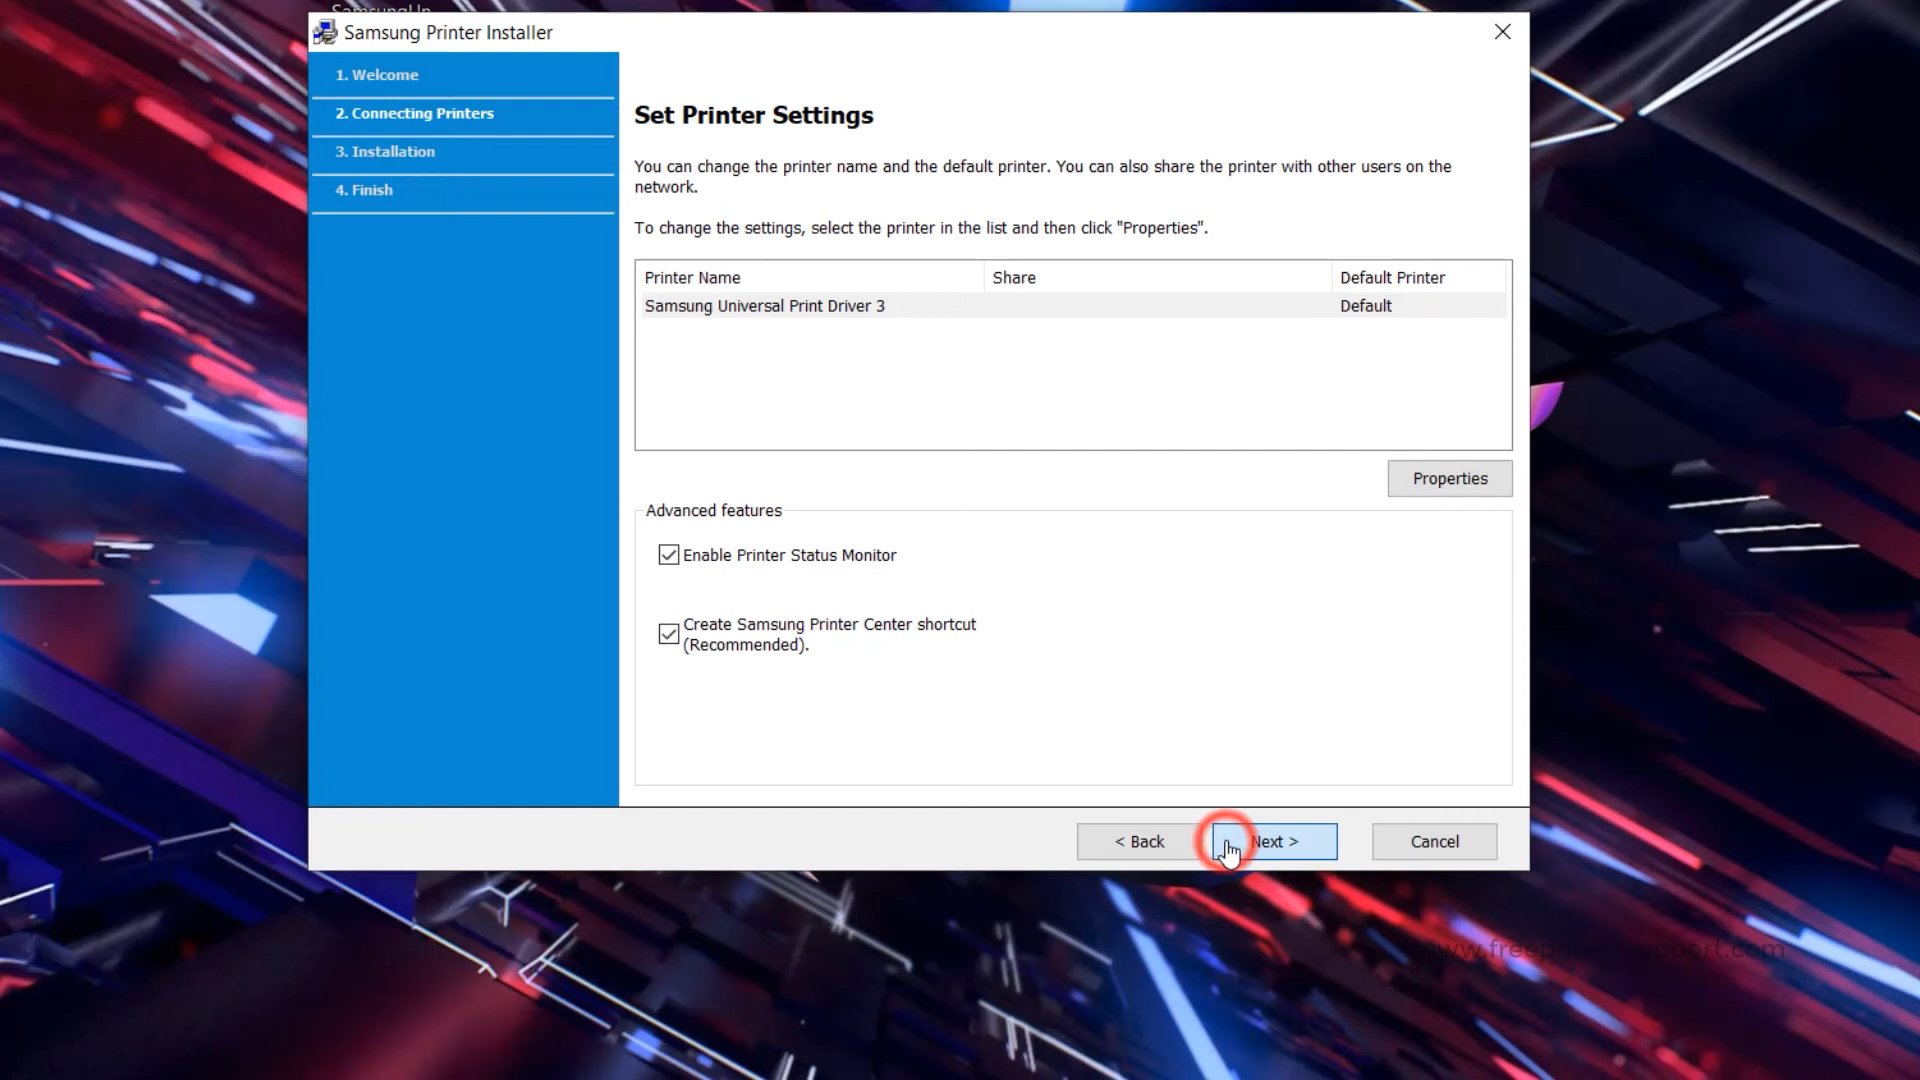 Samsung Printer Installer
1. Welcome
2. Connecting Printers
3. Installation
4. Finish
Set Printer Settings
You can change the printer name and the default printer. You can also share the printer with other users on the
network.
To change the settings, select the printer in the list and then click "Properties".
Printer Name Share Default Printer
Samsung Universal Print Driver 3 Default
Properties
Advanced features
Enable Printer Status Monitor
Create Samsung Printer Center shortcut
(Recommended).
< Back Next > Cancel